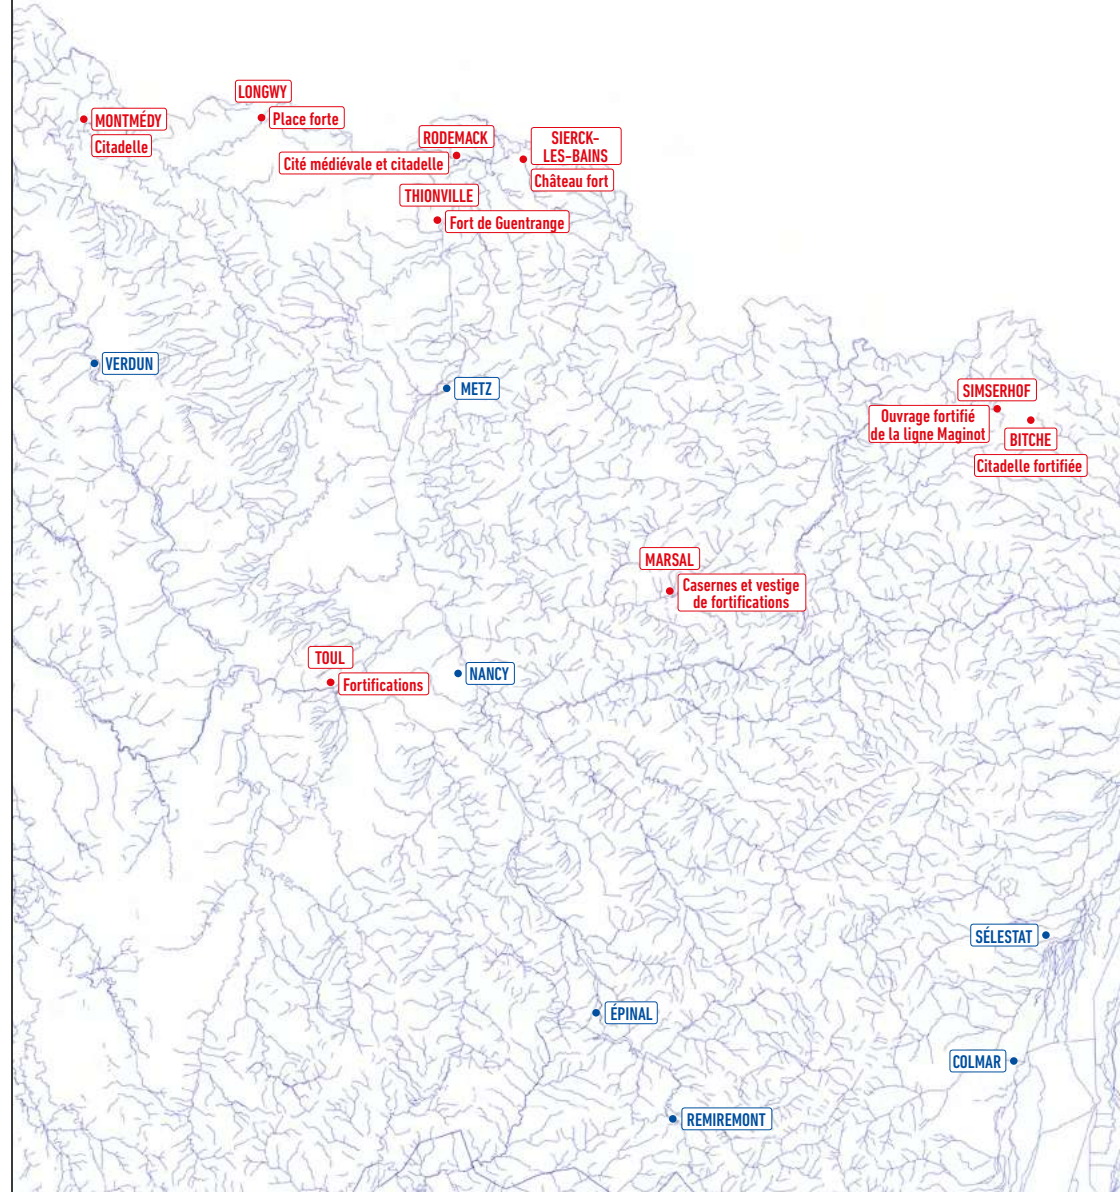 LONGWY
MONTMÉDY
Place forte
Citadelle
RODEMACK
SIERCK-
LES-BAINS
Cité médiévale et citadelle
Château fort
THIONVILLE
Fort de Guentrange
VERDUN
METZ
SIMSERHOF
Ouvrage fortifié
de la ligne Maginot
BITCHE
Citadelle fortifiée
MARSAL
Casernes et vestige
de fortifications
TOUL
Fortifications
NANCY
SÉLESTAT
ÉPINAL
COLMAR
REMIREMONT